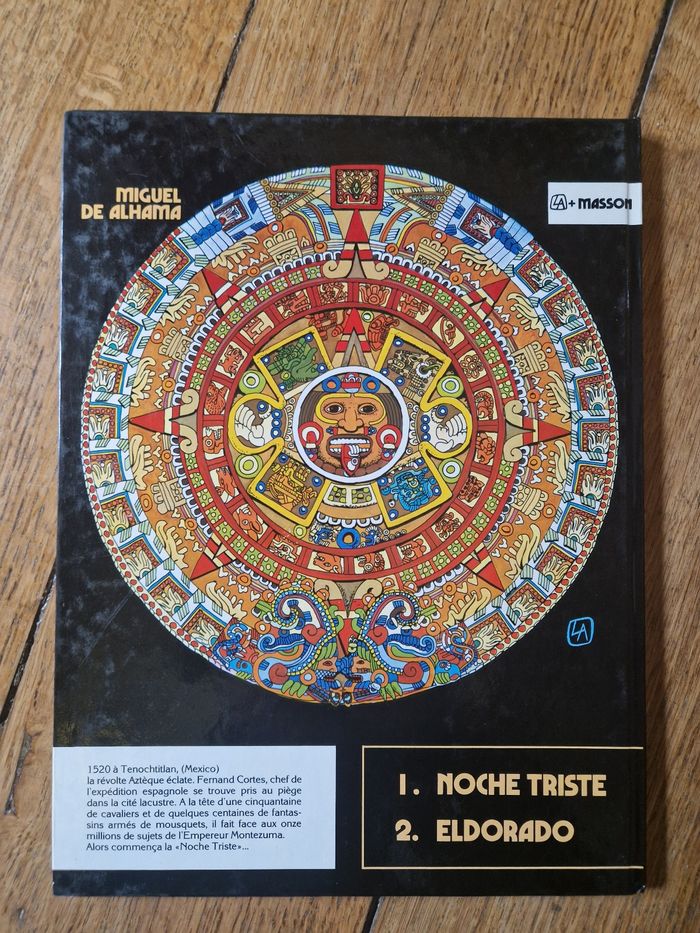 MIGUEL
DE ALHAMA
LA + MASSON
LA
1520 à Tenochtitlan, (Mexico)
la révolte Aztèque éclate. Fernand Cortes, chef de
l'expédition espagnole se trouve pris au piège
dans la cité lacustre. A la tête d'une cinquantaine
de cavaliers et de quelques centaines de fantas-
sins armés de mousquets, il fait face aux onze
millions de sujets de l'Empereur Montezuma.
Alors commença la «Noche Triste»...
1. NOCHE TRISTE
2. ELDORADO